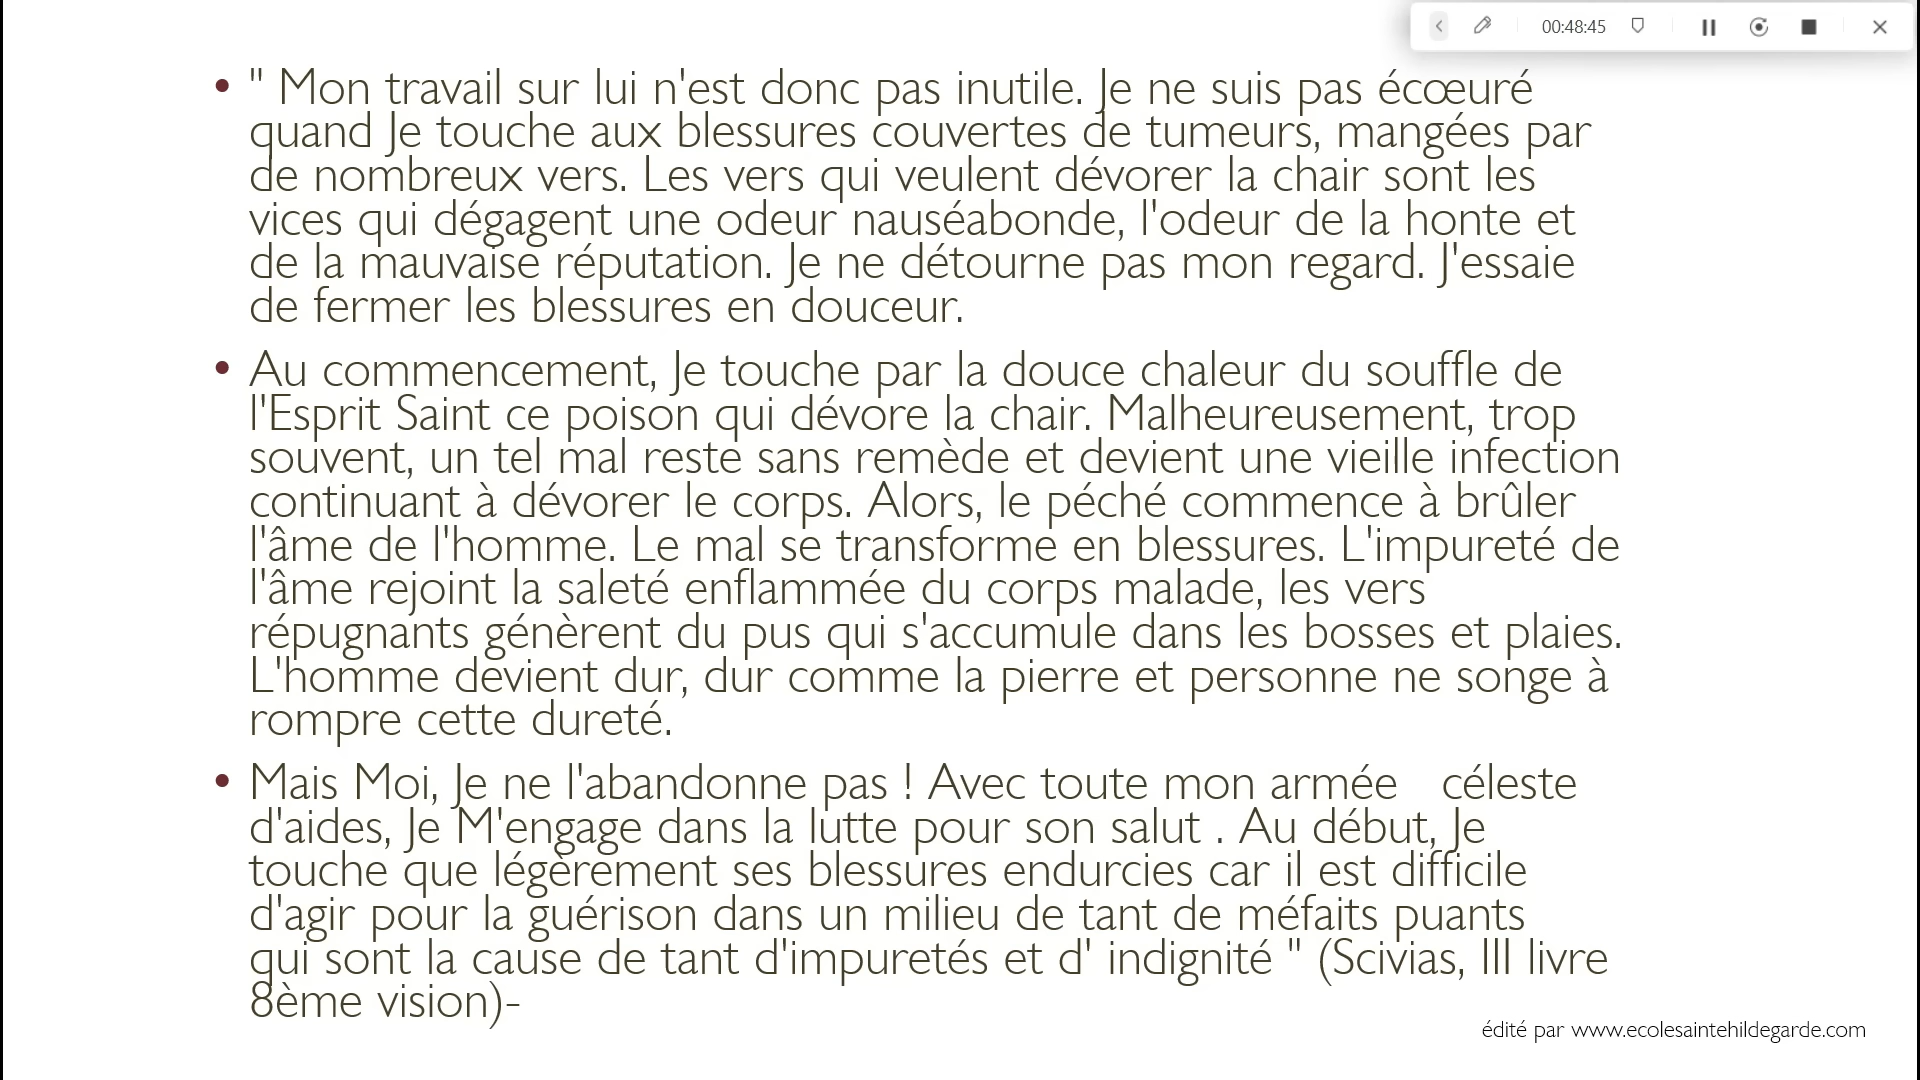 00:48:45
• " Mon travail sur lui n'est donc pas inutile. Je ne suis pas écœuré
quand Je touche aux blessures couvertes de tumeurs, mangées par
de nombreux vers. Les vers qui veulent dévorer la chair sont les
vices qui dégagent une odeur nauséabonde, l'odeur de la honte et
de la mauvaise réputation. Je ne détourne pas mon regard. J'essaie
de fermer les blessures en douceur.
• Au commencement, Je touche par la douce chaleur du souffle de
l'Esprit Saint ce poison qui dévore la chair. Malheureusement, trop
souvent, un tel mal reste sans remède et devient une vieille infection
continuant à dévorer le corps. Alors, le péché commence à brûler
l'âme de l'homme. Le mal se transforme en blessures. L'impureté de
l'âme rejoint la saleté enflammée du corps malade, les vers
répugnants génèrent du pus qui s'accumule dans les bosses et plaies.
L'homme devient dur, dur comme la pierre et personne ne songe à
rompre cette dureté.
• Mais Moi, Je ne l'abandonne pas ! Avec toute mon armée céleste
d'aides, Je M'engage dans la lutte pour son salut . Au début, Je
touche que légèrement ses blessures endurcies car il est difficile
d'agir pour la guérison dans un milieu de tant de méfaits puants
qui sont la cause de tant d'impuretés et d' indignité " (Scivias, III livre
8ème vision)-
édité par www.ecolesaintehildegarde.com